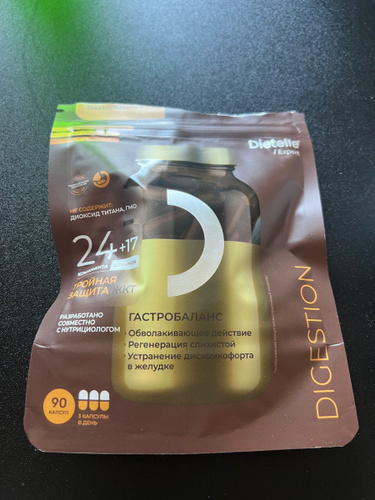 Dietelle
/ Expert
НЕ СОДЕРЖИТ:
ДИОКСИД ТИТАНА, ГМО
24 +17
КОМПОНЕНТА
ТРОЙНАЯ
ЗАЩИТА ЖКТ
РАЗРАБОТАНО
СОВМЕСТНО
С НУТРИЦИОЛОГОМ
ГАСТРОБАЛАНС
· Обволакивающее действие
· Регенерация слизистой
· Устранение дискомфорта
в желудке
DIGESTION
90
КАПСУЛ
3 КАПСУЛЫ
В ДЕНЬ